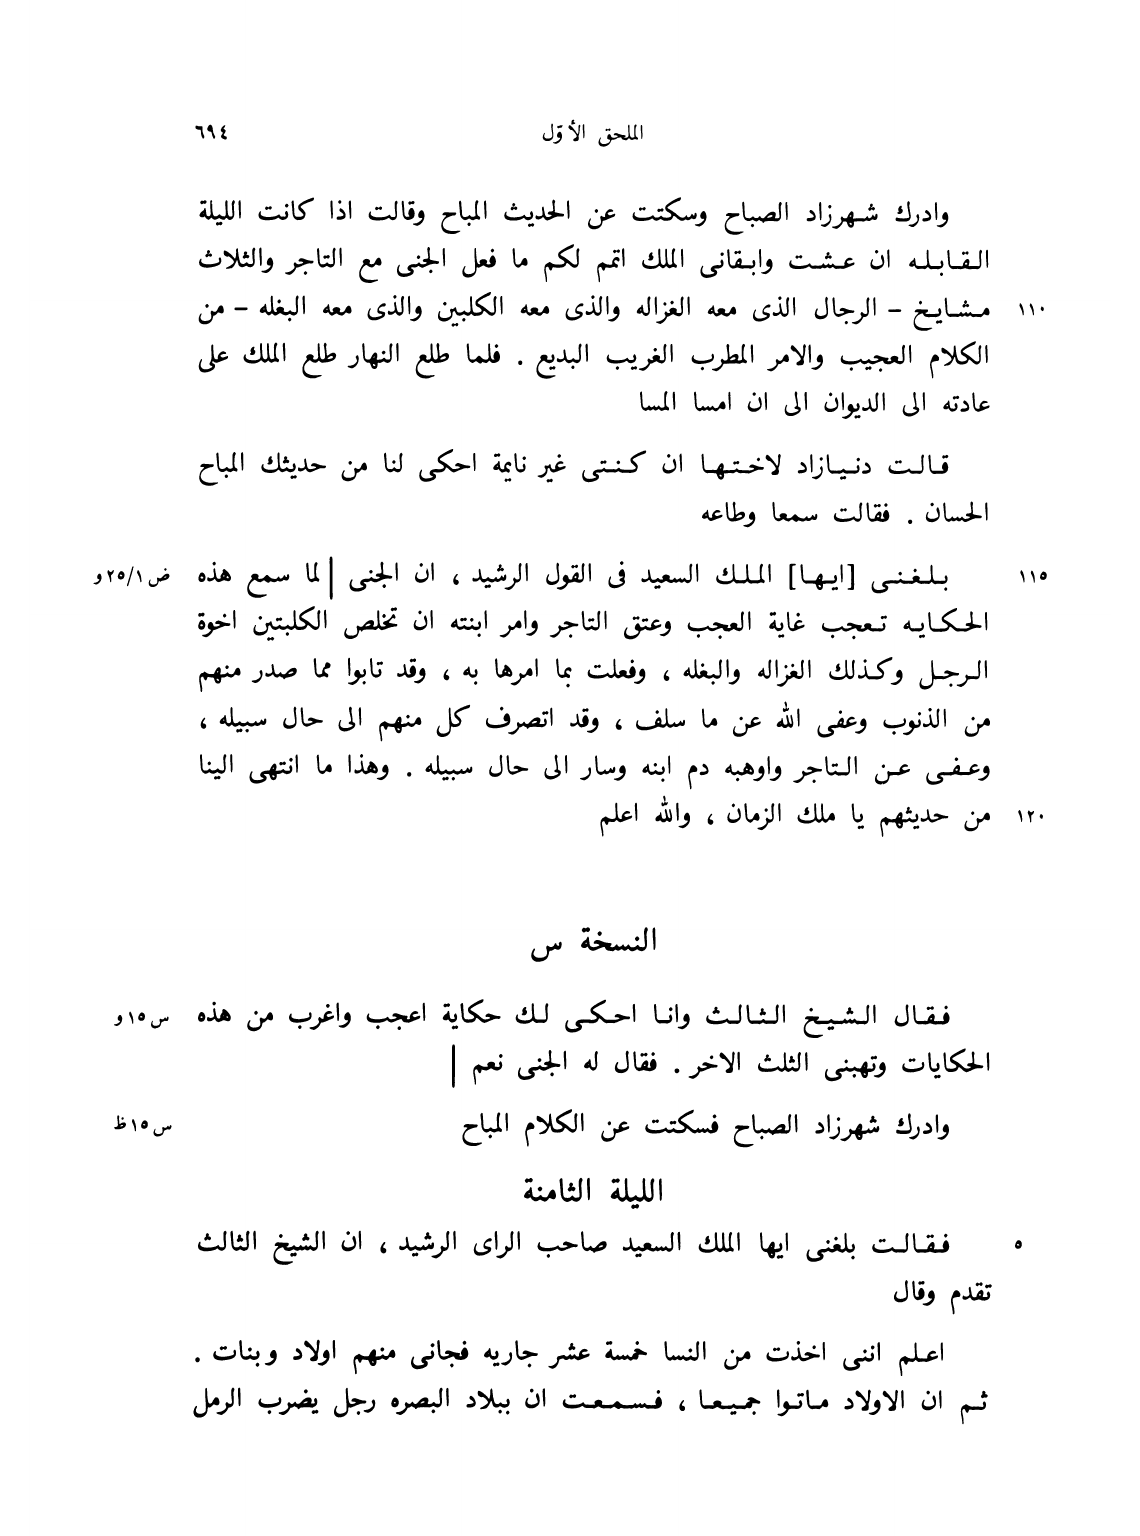 ٦٩٤ الملحق الأوّل
وادرك شهرزاد الصباح وسكتت عن الحديث المباح وقالت اذا كانت الليلة
القابله ان عشت وابقانى الملك اتمم لكم ما فعل الجنى مع التاجر والثلاث
١١٠ مشايخ – الرجال الذى معه الغزاله والذى معه الكلبين والذى معه البغله – من
الكلام العجيب والامر المطرب الغريب البديع . فلما طلع النهار طلع الملك على
عادته الى الديوان الى ان امسا المسا
قالت دنيازاد لاختها ان كنتى غير نايمة احكى لنا من حديثك المباح
الحسان . فقالت سمعا وطاعه
١١٥ بلغنى [ايها] الملك السعيد فى القول الرشيد ، ان الجنى | لما سمع هذه ض ٢٥/١ و
الحكايه تعجب غاية العجب وعتق التاجر وامر ابنته ان تخلص الكلبتين اخوة
الرجل وكذلك الغزاله والبغله ، وفعلت بما امرها به ، وقد تابوا مما صدر منهم
من الذنوب وعفى الله عن ما سلف ، وقد اتصرف كل منهم الى حال سبيله ،
وعفى عن التاجر واوهبه دم ابنه وسار الى حال سبيله . وهذا ما انتهى الينا
١٢٠ من حديثهم يا ملك الزمان ، والله اعلم
النسخة س
فقال الشيخ الثالث وانا احكى لك حكاية اعجب واغرب من هذه س ١٥ و
الحكايات وتهبنى الثلث الاخر . فقال له الجنى نعم |
وادرك شهرزاد الصباح فسكتت عن الكلام المباح س ١٥ ظ
الليلة الثامنة
٥ فقالت بلغنى ايها الملك السعيد صاحب الراى الرشيد ، ان الشيخ الثالث
تقدم وقال
اعلم اننى اخذت من النسا خمسة عشر جاريه فجانى منهم اولاد وبنات .
ثم ان الاولاد ماتوا جميعا ، فسمعت ان ببلاد البصره رجل يضرب الرمل